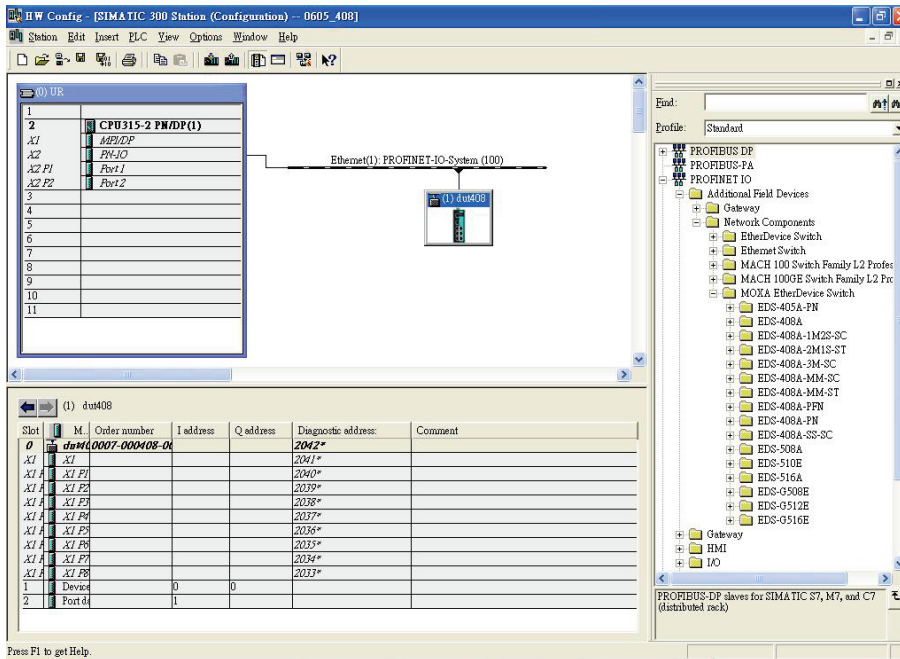 HW Config - [SIMATIC 300 Station (Configuration) -- 0605_408]
Station Edit Insert PLC View Options Window Help
(0) UR
1
2 CPU315-2 PN/DP(1)
X1 MPI/DP
X2 PN-IO
X2 P1 Port 1
X2 P2 Port 2
3
4
5
6
7
8
9
10
11
Ethernet(1): PROFINET-IO-System (100)
(1) dut408
Find:
Profile: Standard
PROFIBUS DP
PROFIBUS-PA
PROFINET IO
Additional Field Devices
Gateway
Network Components
EtherDevice Switch
Ethernet Switch
MACH 100 Switch Family L2 Profes
MACH 100GE Switch Family L2 Pro
MOXA EtherDevice Switch
EDS-405A-PN
EDS-408A
EDS-408A-1M2S-SC
EDS-408A-2M1S-ST
EDS-408A-3M-SC
EDS-408A-MM-SC
EDS-408A-MM-ST
EDS-408A-PFN
EDS-408A-PN
EDS-408A-SS-SC
EDS-508A
EDS-510E
EDS-516A
EDS-G508E
EDS-G512E
EDS-G516E
Gateway
HMI
I/O
PROFIBUS-DP slaves for SIMATIC S7, M7, and C7
(distributed rack)
(1) dut408
Slot M... Order number I address Q address Diagnostic address: Comment
0 0007-000408-00 2042*
X1 X1 2041*
X1 P X1 P1 2040*
X1 P X1 P2 2039*
X1 P X1 P3 2038*
X1 P X1 P4 2037*
X1 P X1 P5 2036*
X1 P X1 P6 2035*
X1 P X1 P7 2034*
X1 P X1 P8 2033*
1 Device 0 0
2 Port da 1
Press F1 to get Help.